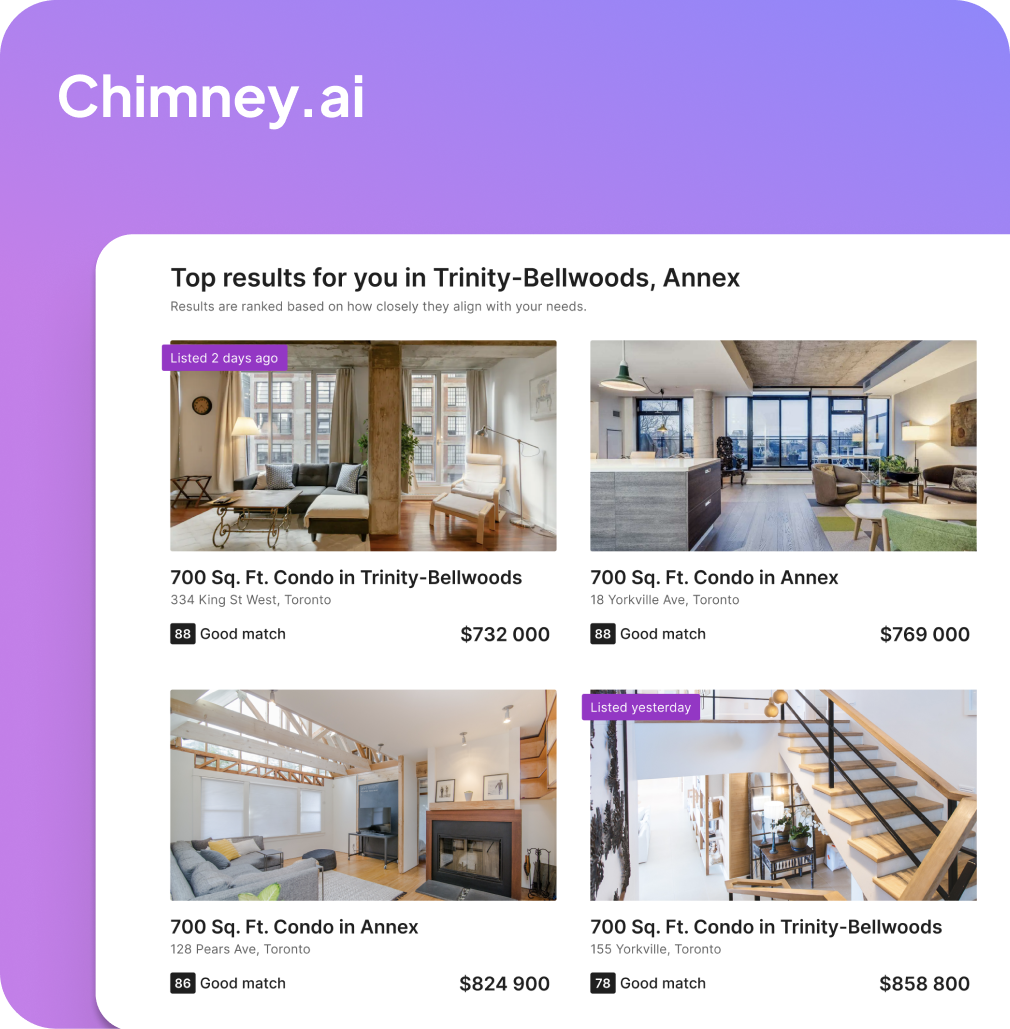 Chimney.ai
Top results for you in Trinity-Bellwoods, Annex
Results are ranked based on how closely they align with your needs.
Listed 2 days ago
700 Sq. Ft. Condo in Trinity-Bellwoods
334 King St West, Toronto
88 Good match
$732 000
700 Sq. Ft. Condo in Annex
18 Yorkville Ave, Toronto
88 Good match
$769 000
700 Sq. Ft. Condo in Annex
128 Pears Ave, Toronto
86 Good match
$824 900
Listed yesterday
700 Sq. Ft. Condo in Trinity-Bellwoods
155 Yorkville, Toronto
78 Good match
$858 800